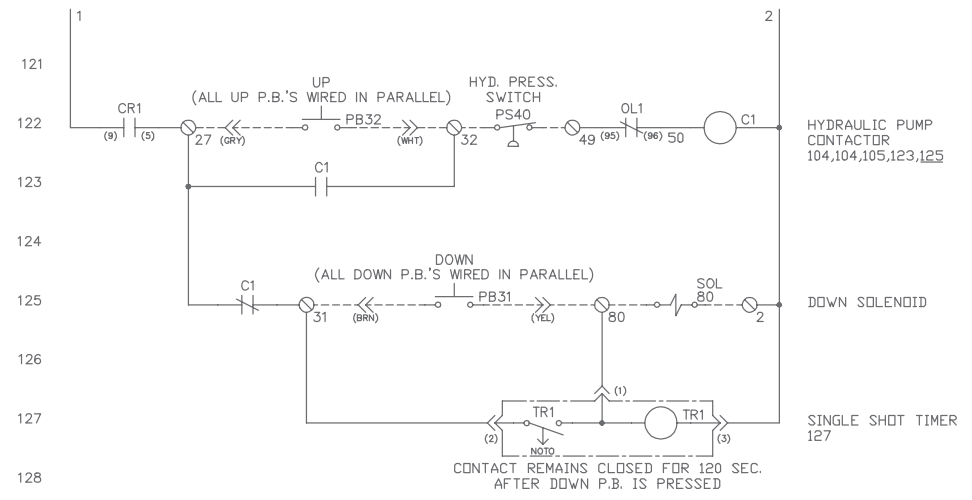 1 2
121
UP
(ALL UP P.B.'S WIRED IN PARALLEL)
HYD. PRESS.
SWITCH
CR1 PB32 PS40 OL1 C1
122
(9) (5) 27 (GRY) (WHT) 32 49 (95) (96) 50
HYDRAULIC PUMP
CONTACTOR
104,104,105,123,125
C1
123
124
DOWN
(ALL DOWN P.B.'S WIRED IN PARALLEL)
C1 PB31 SOL
80
125
31 (BRN) (YEL) 80 2
DOWN SOLENOID
126
(1)
TR1 TR1
127
(2) NOTO (3)
SINGLE SHOT TIMER
127
CONTACT REMAINS CLOSED FOR 120 SEC.
AFTER DOWN P.B. IS PRESSED
128